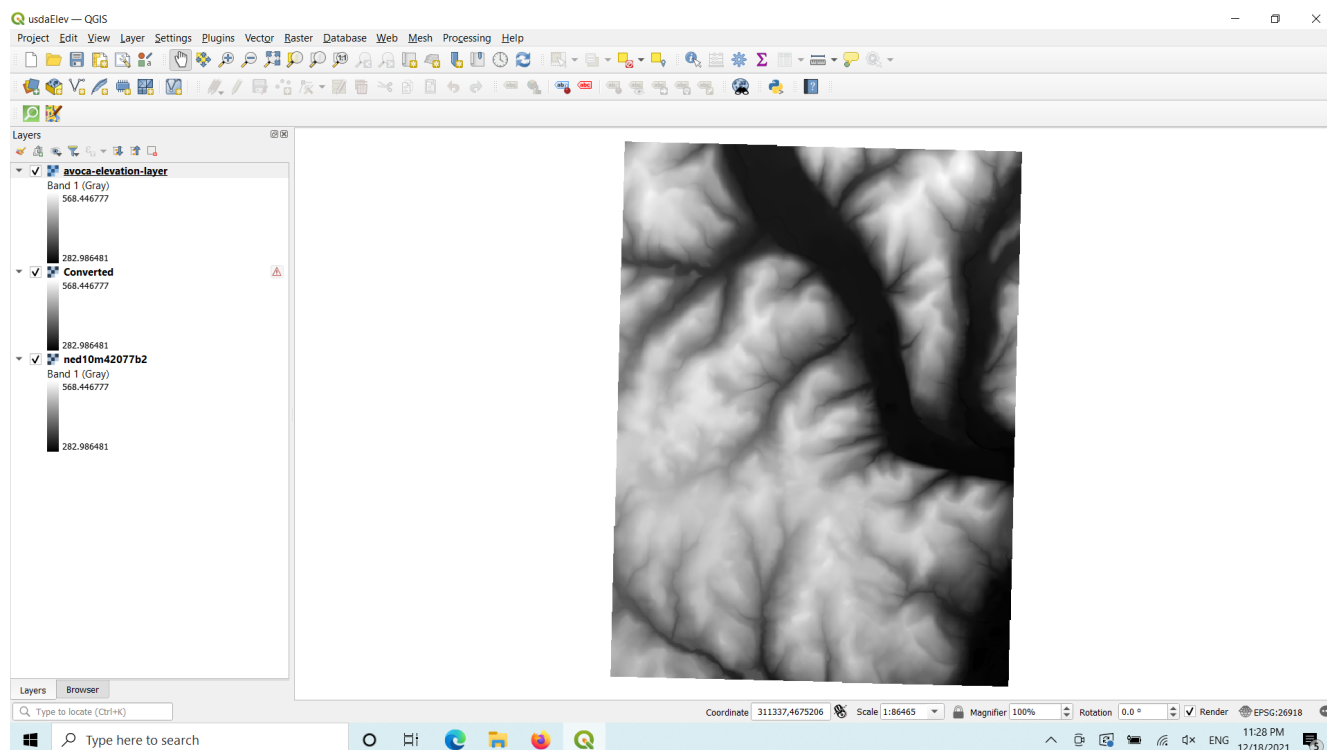 usdaElev — QGIS
Project Edit View Layer Settings Plugins Vector Raster Database Web Mesh Processing Help
Layers
avoca-elevation-layer
Band 1 (Gray)
568.446777
282.986481
Converted
568.446777
282.986481
ned10m42077b2
Band 1 (Gray)
568.446777
282.986481
Layers Browser
Type to locate (Ctrl+K)
Coordinate 311337,4675206 Scale 1:86465 Magnifier 100% Rotation 0.0 ° Render EPSG:26918
Type here to search
ENG
11:28 PM
12/18/2021
5